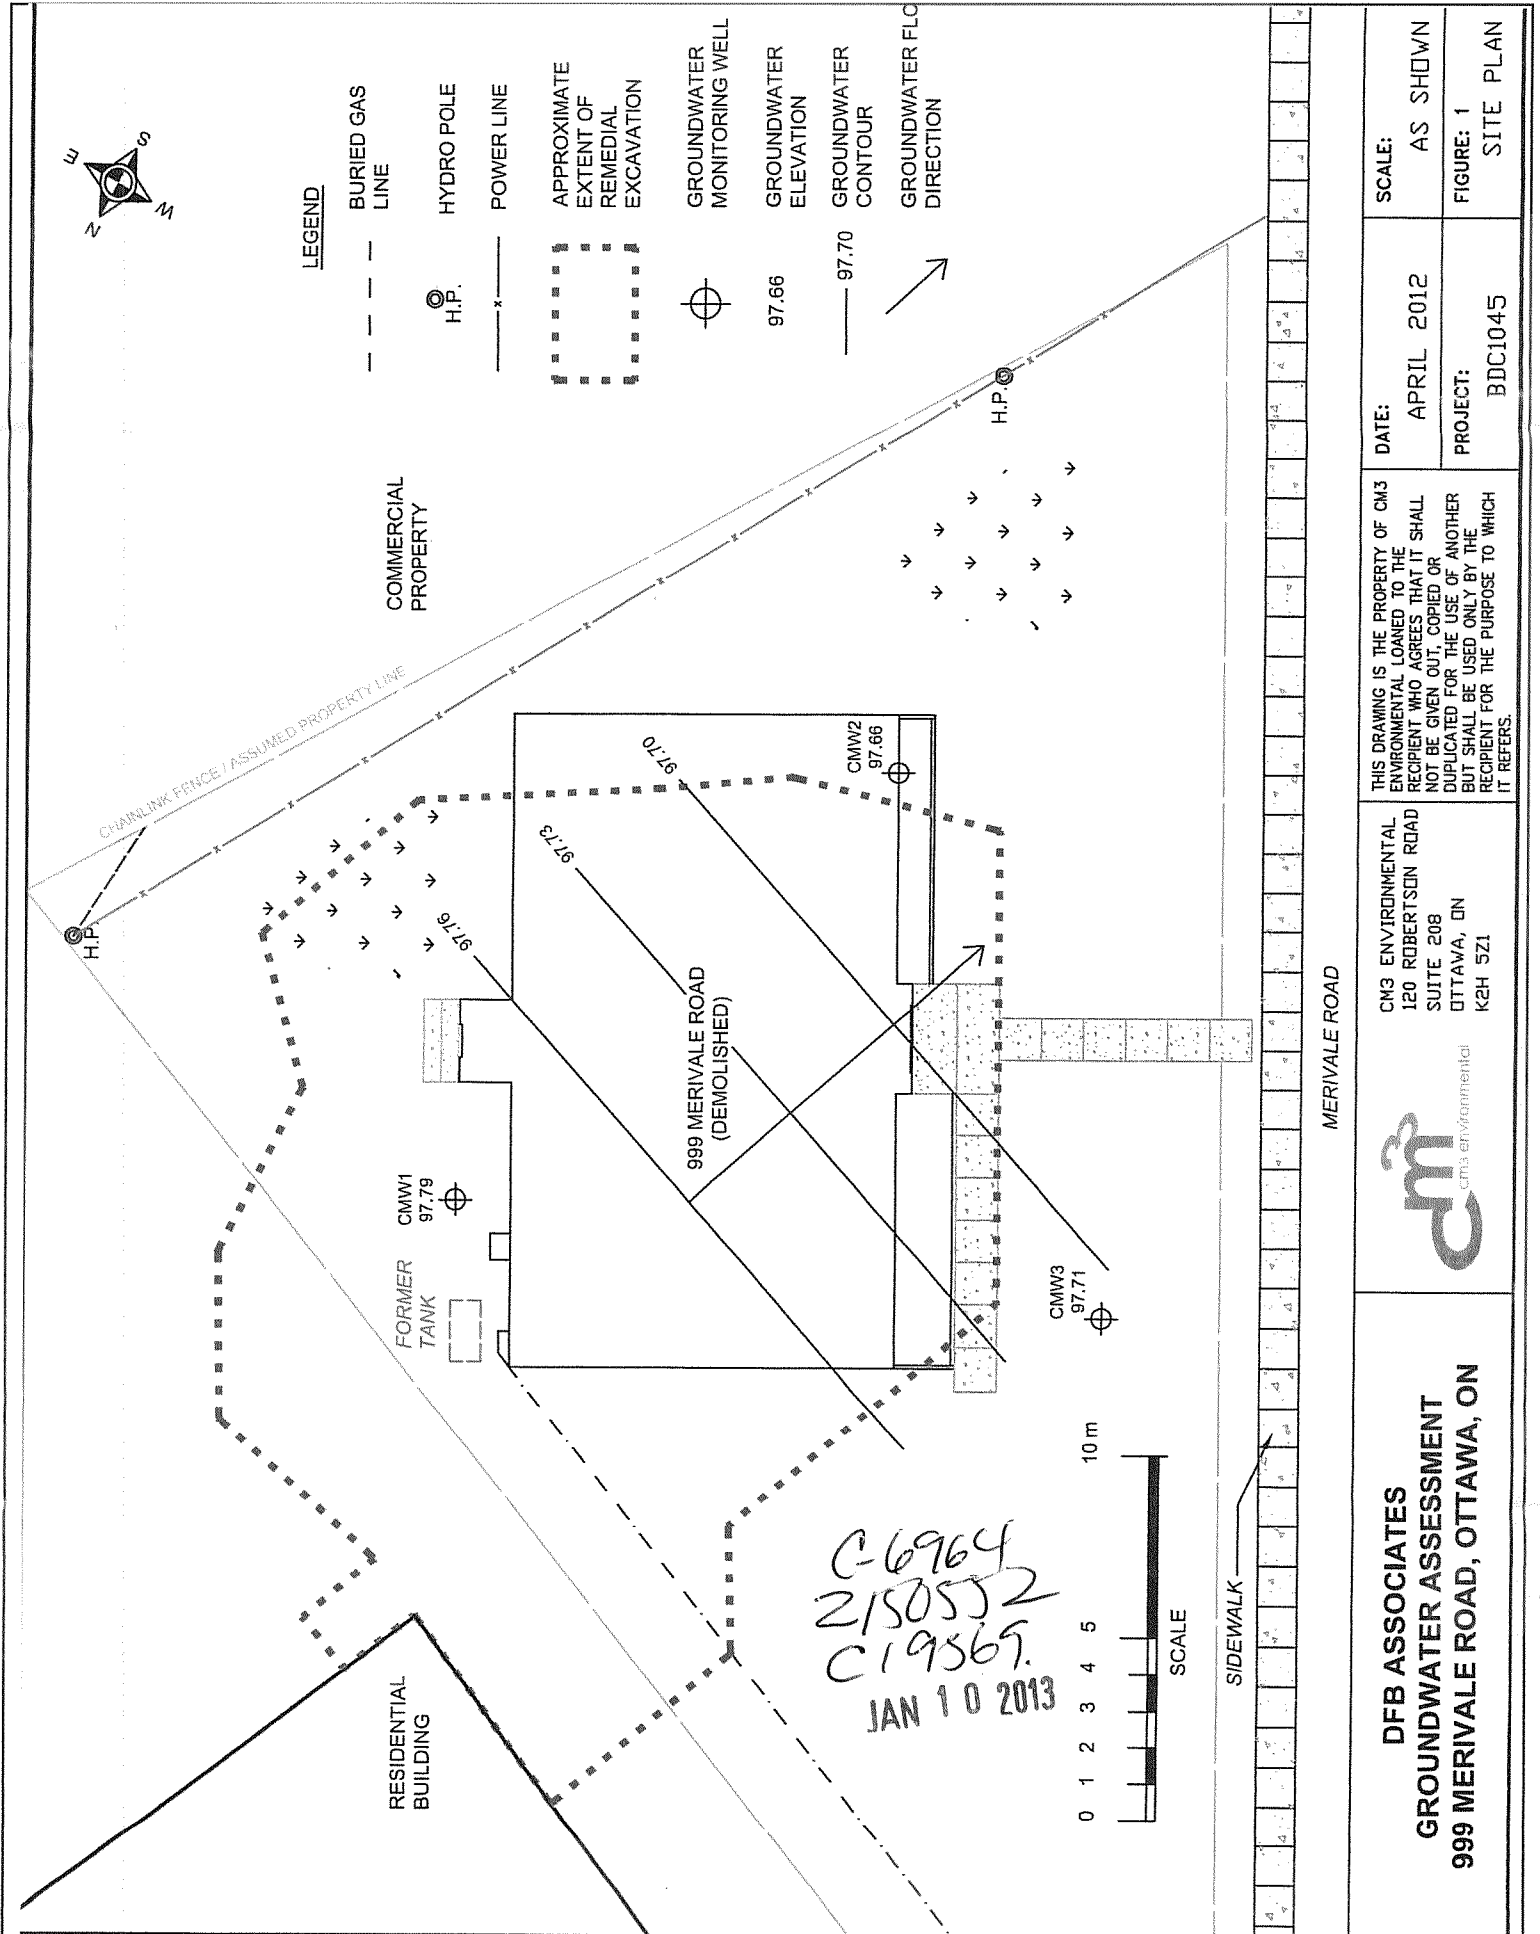 N
E
S
W
LEGEND
BURIED GAS
LINE
H.P.
HYDRO POLE
x
POWER LINE
APPROXIMATE
EXTENT OF
REMEDIAL
EXCAVATION
GROUNDWATER
MONITORING WELL
97.66
GROUNDWATER
ELEVATION
97.70
GROUNDWATER
CONTOUR
GROUNDWATER FLO
DIRECTION
COMMERCIAL
PROPERTY
CHAINLINK FENCE / ASSUMED PROPERTY LINE
H.P.
H.P.
97.76
97.73
97.70
CMW1
97.79
CMW2
97.66
CMW3
97.71
FORMER
TANK
999 MERIVALE ROAD
(DEMOLISHED)
RESIDENTIAL
BUILDING
C-6964
2150552
C19569.
JAN 10 2013
0 1 2 3 4 5 10 m
SCALE
SIDEWALK
MERIVALE ROAD
DFB ASSOCIATES
GROUNDWATER ASSESSMENT
999 MERIVALE ROAD, OTTAWA, ON
cm3
cm3 environmental
CM3 ENVIRONMENTAL
120 ROBERTSON ROAD
SUITE 208
OTTAWA, ON
K2H 5Z1
THIS DRAWING IS THE PROPERTY OF CM3
ENVIRONMENTAL LOANED TO THE
RECIPIENT WHO AGREES THAT IT SHALL
NOT BE GIVEN OUT, COPIED OR
DUPLICATED FOR THE USE OF ANOTHER
BUT SHALL BE USED ONLY BY THE
RECIPIENT FOR THE PURPOSE TO WHICH
IT REFERS.
DATE:
APRIL 2012
PROJECT:
BDC1045
SCALE:
AS SHOWN
FIGURE: 1
SITE PLAN